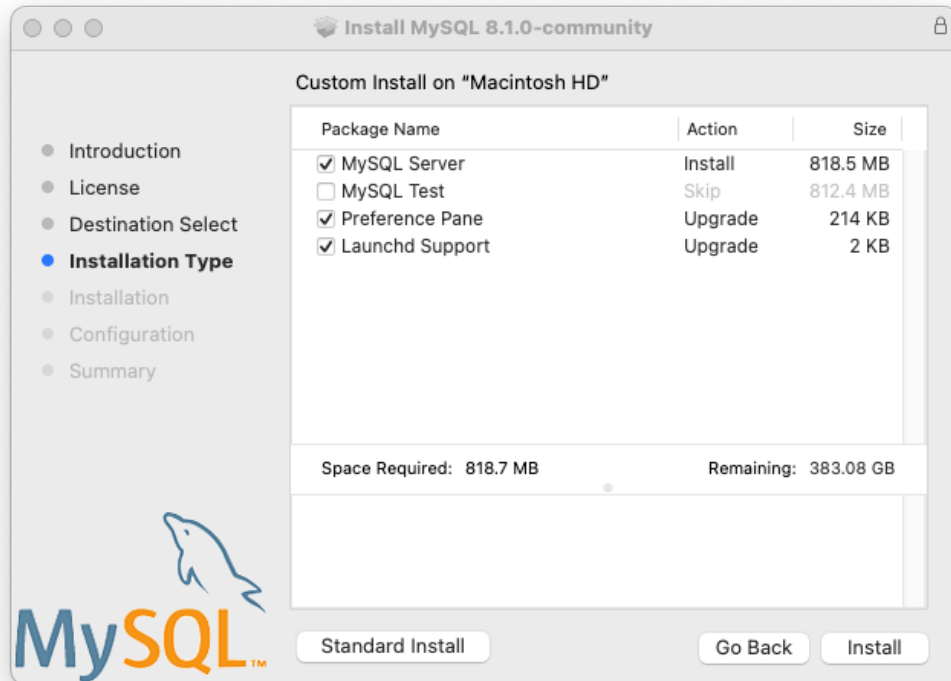 Install MySQL 8.1.0-community
Custom Install on "Macintosh HD"
Introduction
License
Destination Select
Installation Type
Installation
Configuration
Summary
Package Name Action Size
MySQL Server Install 818.5 MB
MySQL Test Skip 812.4 MB
Preference Pane Upgrade 214 KB
Launchd Support Upgrade 2 KB
Space Required: 818.7 MB Remaining: 383.08 GB
MySQL™
Standard Install Go Back Install